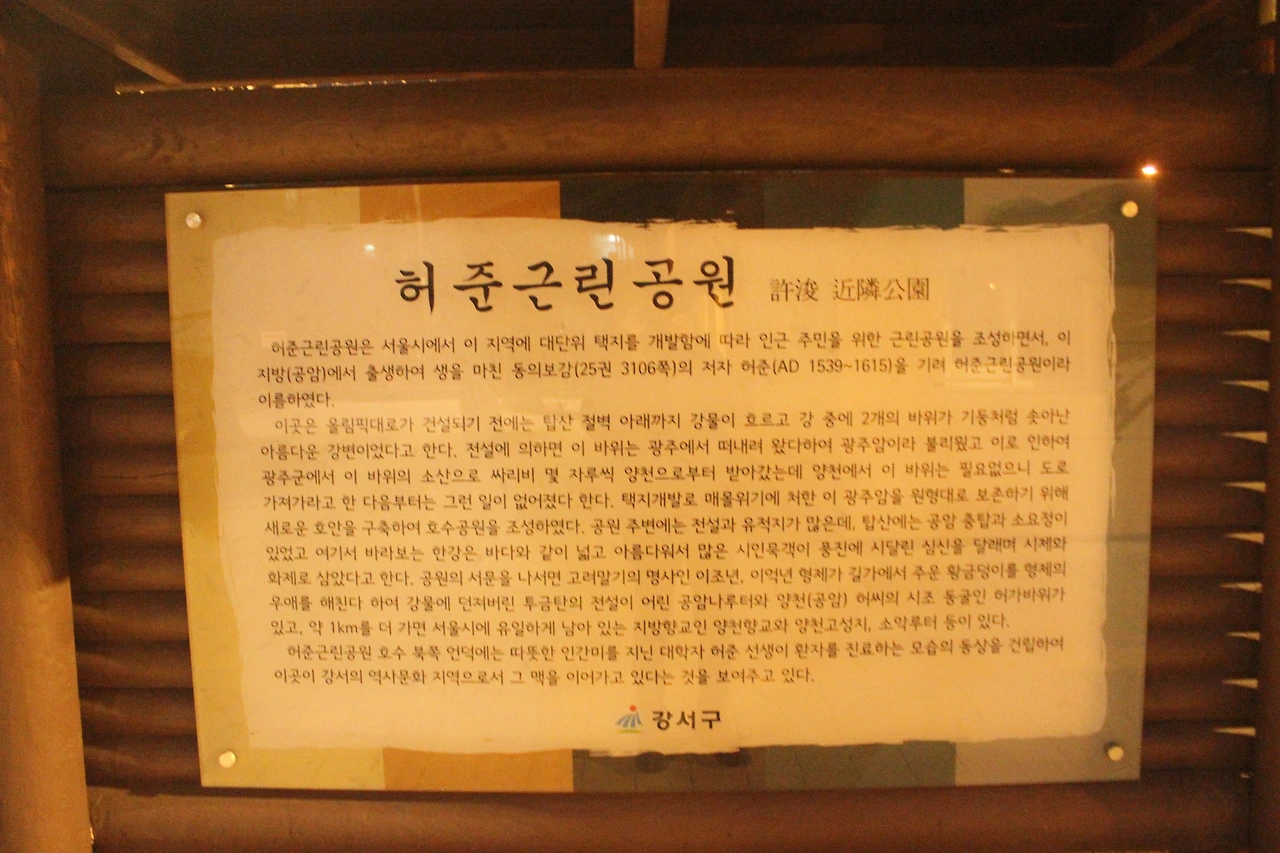 허준근린공원 許浚 近隣公園
허준근린공원은 서울시에서 이 지역에 대단위 택지를 개발함에 따라 인근 주민을 위한 근린공원을 조성하면서, 이
지방(공암)에서 출생하여 생을 마친 동의보감(25권 3106쪽)의 저자 허준(AD 1539~1615)을 기려 허준근린공원이라
이름하였다.
이곳은 올림픽대로가 건설되기 전에는 탑산 절벽 아래까지 강물이 흐르고 강 중에 2개의 바위가 기둥처럼 솟아난
아름다운 강변이었다고 한다. 전설에 의하면 이 바위는 광주에서 떠내려 왔다하여 광주암이라 불리웠고 이로 인하여
광주군에서 이 바위의 소산으로 싸리비 몇 자루씩 양천으로부터 받아갔는데 양천에서 이 바위는 필요없으니 도로
가져가라고 한 다음부터는 그런 일이 없어졌다 한다. 택지개발로 매몰위기에 처한 이 광주암을 원형대로 보존하기 위해
새로운 호안을 구축하여 호수공원을 조성하였다. 공원 주변에는 전설과 유적지가 많은데, 탑산에는 공암 층탑과 소요정이
있었고 여기서 바라보는 한강은 바다와 같이 넓고 아름다워서 많은 시인묵객이 풍진에 시달린 심신을 달래며 시제와
화제로 삼았다고 한다. 공원의 서문을 나서면 고려말기의 명사인 이조년, 이억년 형제가 길가에서 주운 황금덩이를 형제의
우애를 해친다 하여 강물에 던져버린 투금탄의 전설이 어린 공암나루터와 양천(공암) 허씨의 시조 동굴인 허가바위가
있고, 약 1km를 더 가면 서울시에 유일하게 남아 있는 지방향교인 양천향교와 양천고성지, 소악루터 등이 있다.
허준근린공원 호수 북쪽 언덕에는 따뜻한 인간미를 지닌 대학자 허준 선생이 환자를 진료하는 모습의 동상을 건립하여
이곳이 강서의 역사문화 지역으로서 그 맥을 이어가고 있다는 것을 보여주고 있다.
강서구